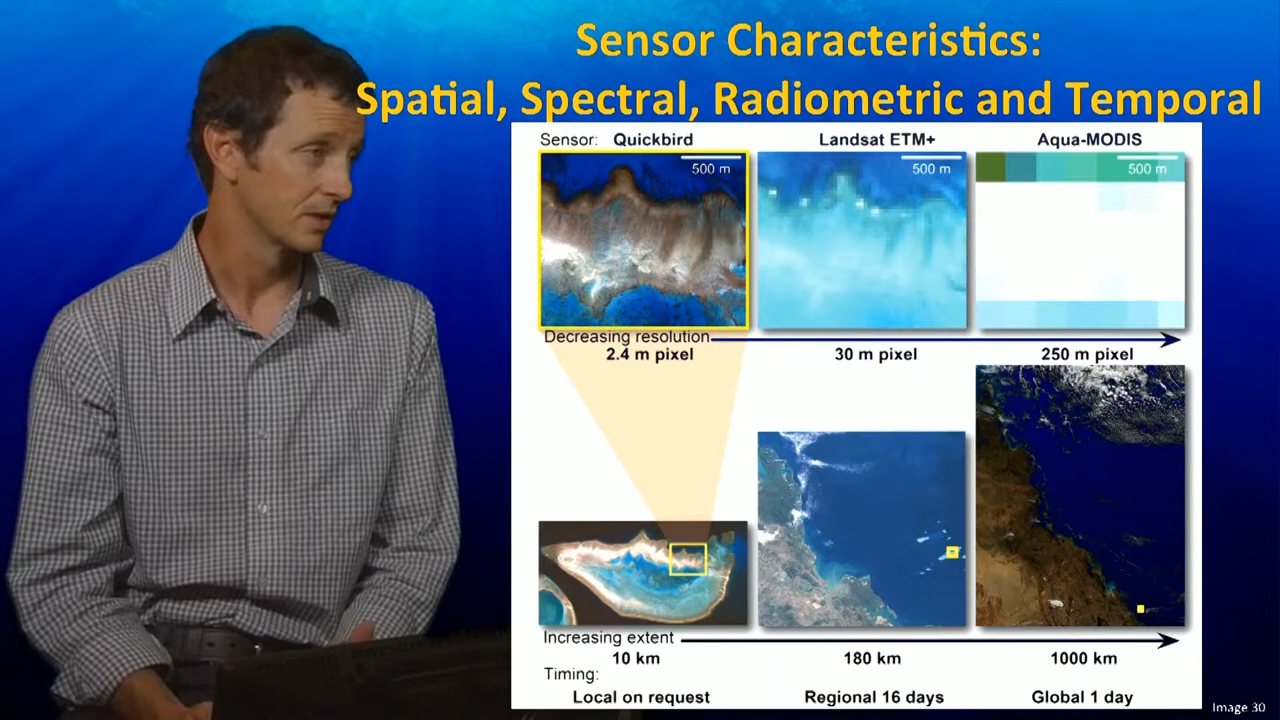 Sensor Characteristics:
Spatial, Spectral, Radiometric and Temporal
Sensor: Quickbird Landsat ETM+ Aqua-MODIS
500 m 500 m 500 m
Decreasing resolution
2.4 m pixel 30 m pixel 250 m pixel
Increasing extent
10 km 180 km 1000 km
Timing:
Local on request Regional 16 days Global 1 day
Image 30